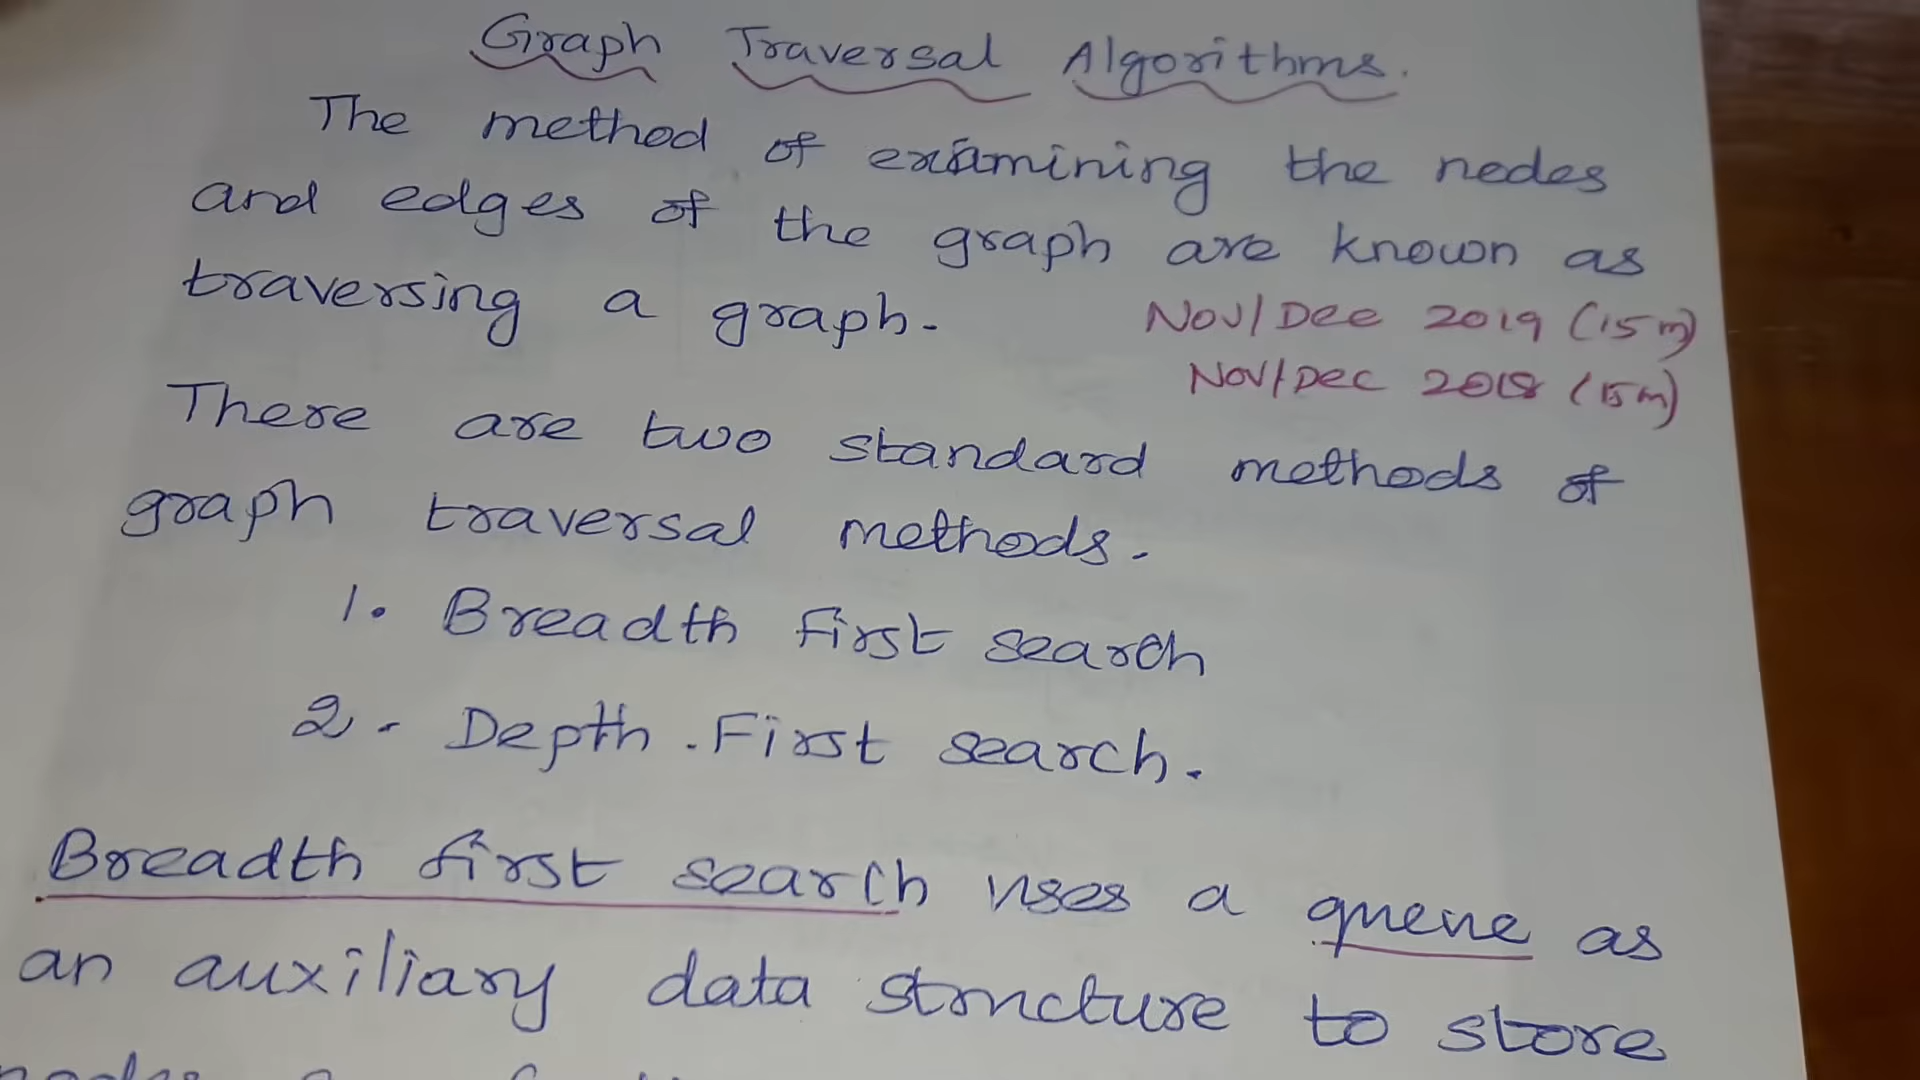 Graph Traversal Algorithms.
The method of examining the nodes
and edges of the graph are known as
traversing a graph.
Nov/Dec 2019 (15m)
Nov/Dec 2018 (15m)
There are two standard methods of
graph traversal methods.
1. Breadth first search
2. Depth.First search.
Breadth first search uses a queue as
an auxiliary data structure to store
nodes